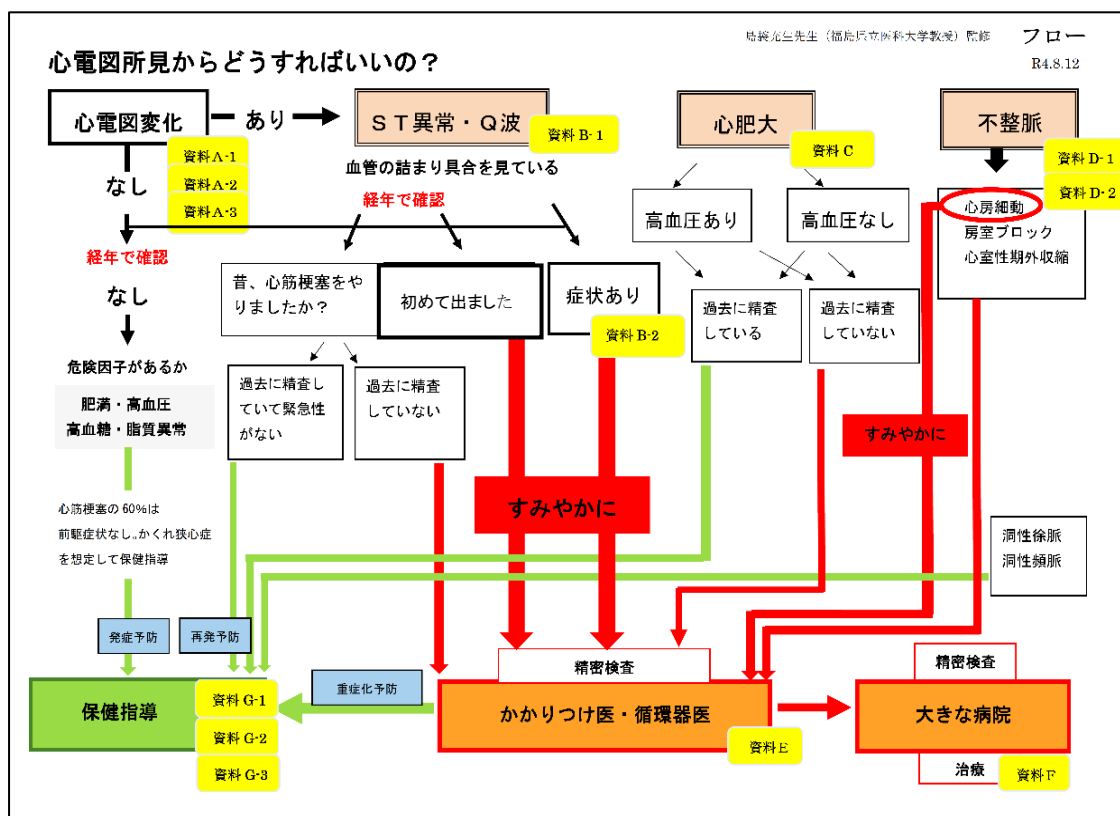 島袋充生先生（福島県立医科大学教授）監修
フロー
R4.8.12
心電図所見からどうすればいいの？
心電図変化
あり
ＳＴ異常・Ｑ波
資料 B-1
心肥大
資料 C
不整脈
資料 D-1
資料 D-2
資料 A-1
資料 A-2
資料 A-3
なし
血管の詰まり具合を見ている
経年で確認
経年で確認
なし
高血圧あり
高血圧なし
心房細動
房室ブロック
心室性期外収縮
昔、心筋梗塞をや
りましたか？
初めて出ました
症状あり
資料 B-2
過去に精査
している
過去に精査
していない
危険因子があるか
肥満・高血圧
高血糖・脂質異常
過去に精査し
ていて緊急性
がない
過去に精査
していない
すみやかに
すみやかに
心筋梗塞の 60%は
前駆症状なし。かくれ狭心症
を想定して保健指導
洞性徐脈
洞性頻脈
発症予防
再発予防
重症化予防
精密検査
精密検査
保健指導
資料 G-1
資料 G-2
資料 G-3
かかりつけ医・循環器医
資料 E
大きな病院
治療
資料 F